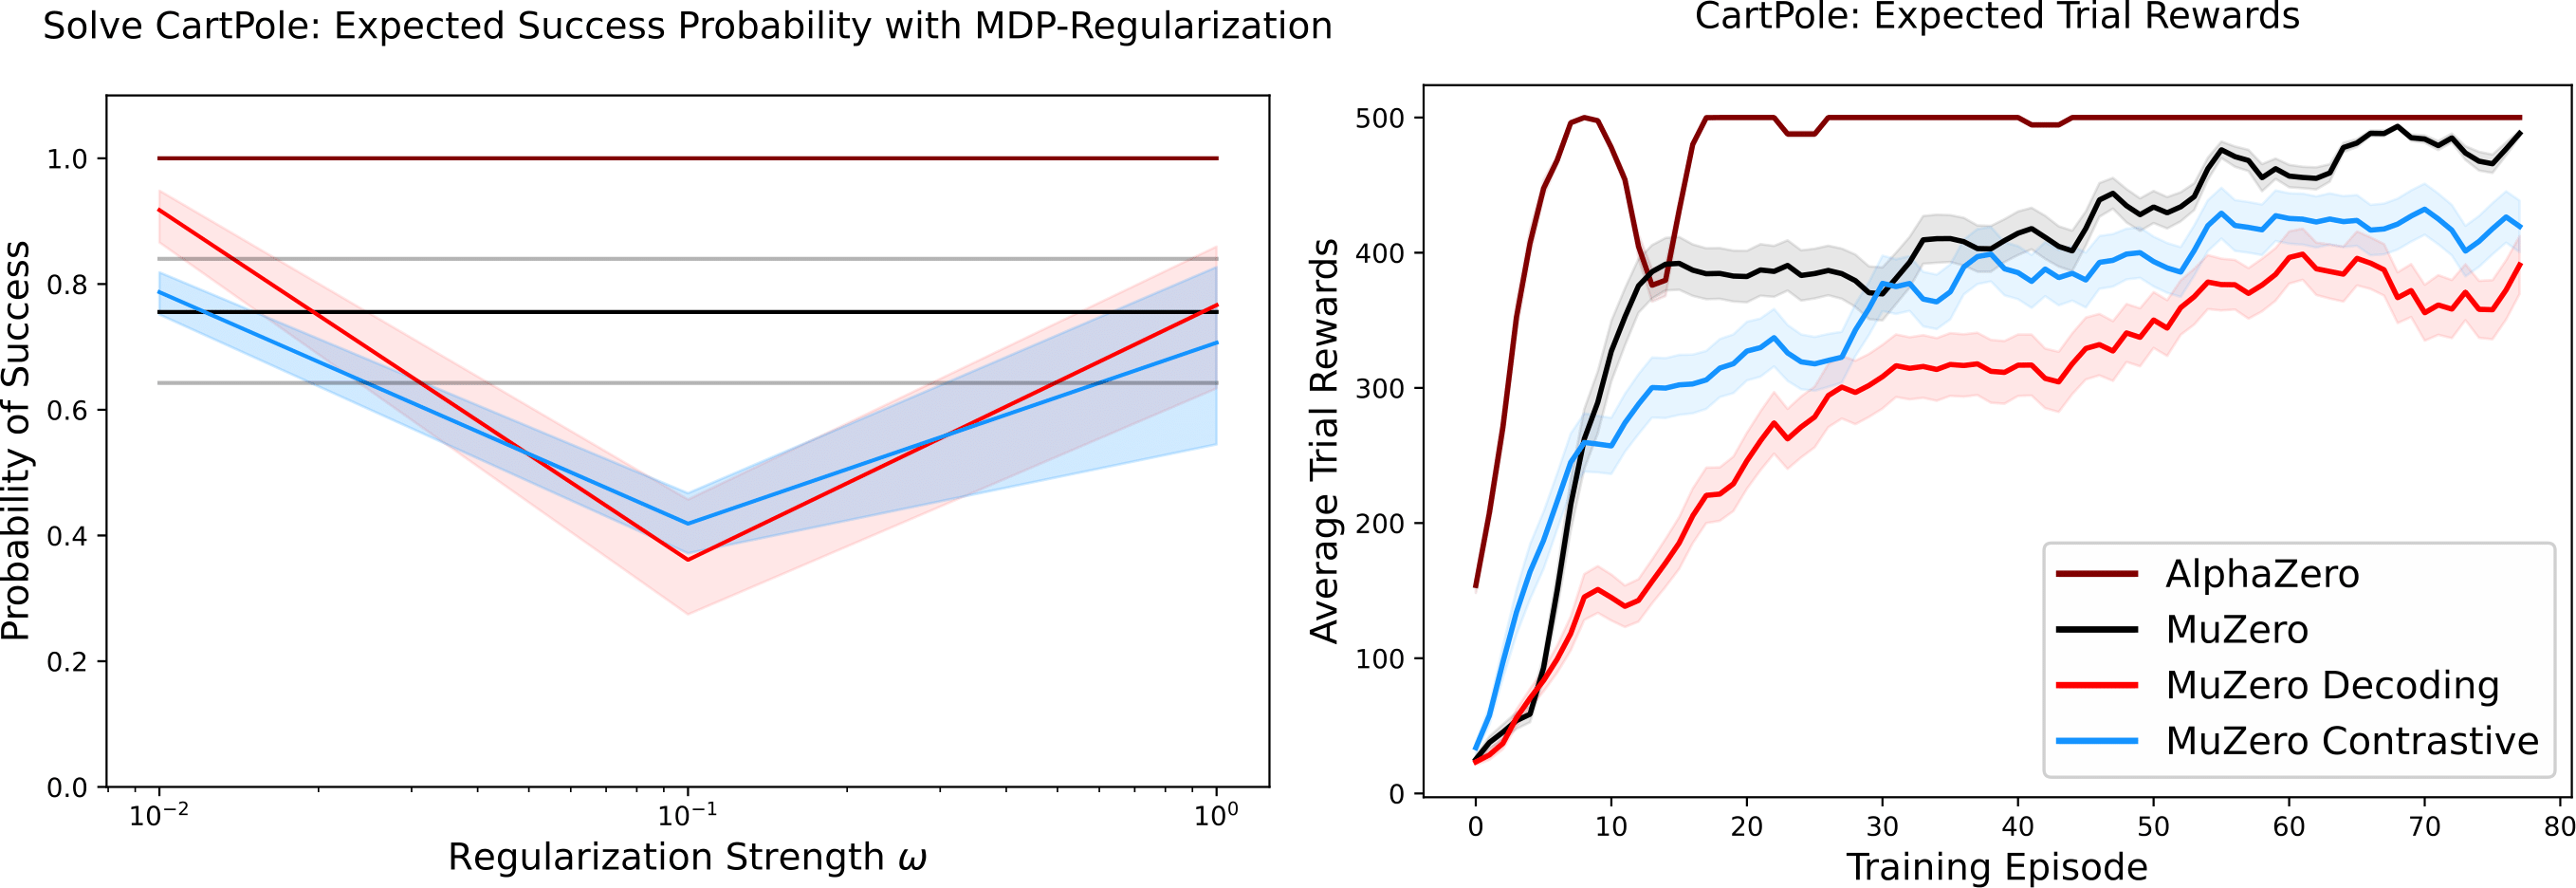 Solve CartPole: Expected Success Probability with MDP-Regularization
Probability of Success
1.0
0.8
0.6
0.4
0.2
0.0
10⁻²
10⁻¹
10⁰
Regularization Strength ω
CartPole: Expected Trial Rewards
Average Trial Rewards
500
400
300
200
100
0
0
10
20
30
40
50
60
70
80
Training Episode
AlphaZero
MuZero
MuZero Decoding
MuZero Contrastive